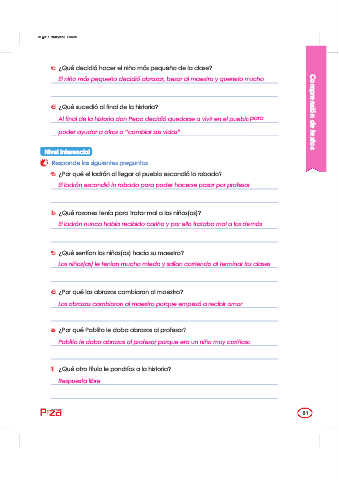 c. ¿Qué decidió hacer el niño más pequeño de la clase?
El niño más pequeño decidió abrazar, besar al maestro y quererlo mucho
d. ¿Qué sucedió al final de la historia?
Al final de la historia don Pepo decidió quedarse a vivir en el pueblo para
poder ayudar a otros a "cambiar sus vidas"
Nivel inferencial
Responde las siguientes preguntas
a. ¿Por qué el ladrón al llegar al pueblo escondió lo robado?
El ladrón escondió lo robado para poder hacerse pasar por profesor
b. ¿Qué razones tenía para tratar mal a los niños(as)?
El ladrón nunca había recibido cariño y por ello trataba mal a los demás
c. ¿Qué sentían los niños(as) hacia su maestro?
Los niños(as) le tenían mucho miedo y salían corriendo al terminar las clases
d. ¿Por qué los abrazos cambiaron al maestro?
Los abrazos cambiaron al maestro porque empezó a recibir amor
e. ¿Por qué Pablito le daba abrazos al profesor?
Pablito le daba abrazos al profesor porque era un niño muy cariñoso
f. ¿Qué otro título le pondrías a la historia?
Respuesta libre
Comprensión de textos
P:za
81